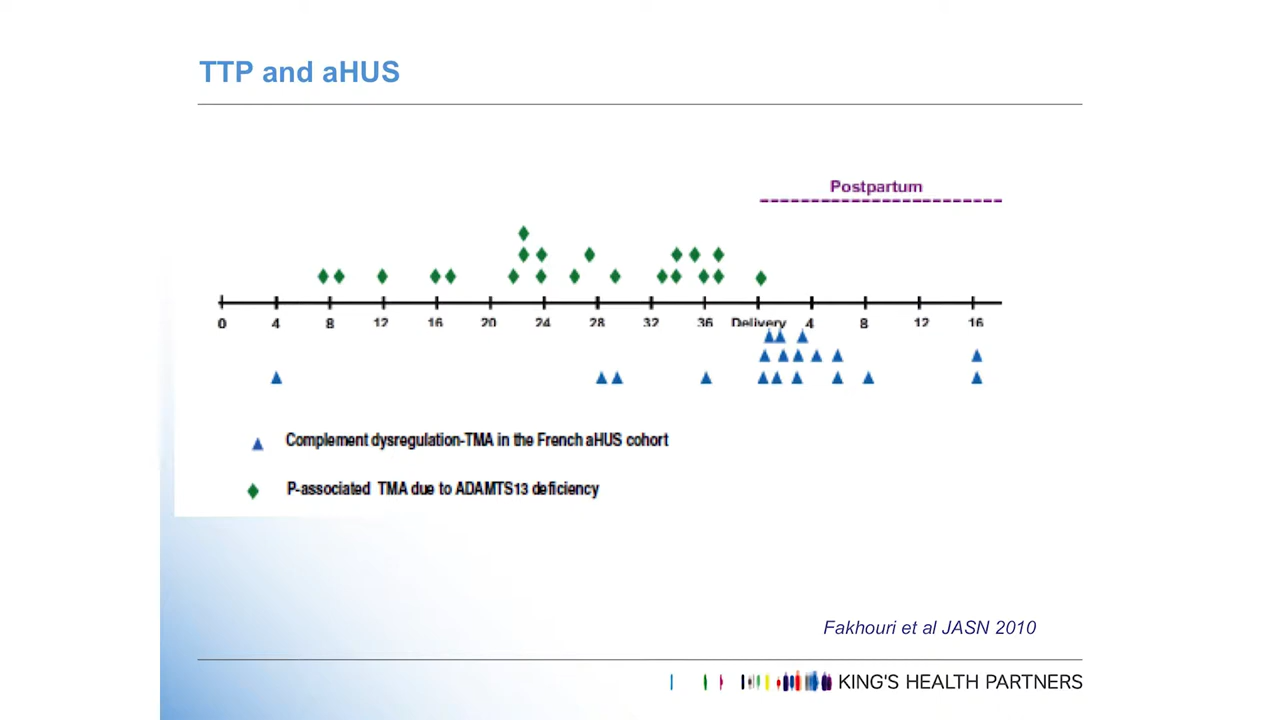 TTP and aHUS
Postpartum
0 4 8 12 16 20 24 28 32 36 Delivery 4 8 12 16
Complement dysregulation-TMA in the French aHUS cohort
P-associated TMA due to ADAMTS13 deficiency
Fakhouri et al JASN 2010
KING'S HEALTH PARTNERS